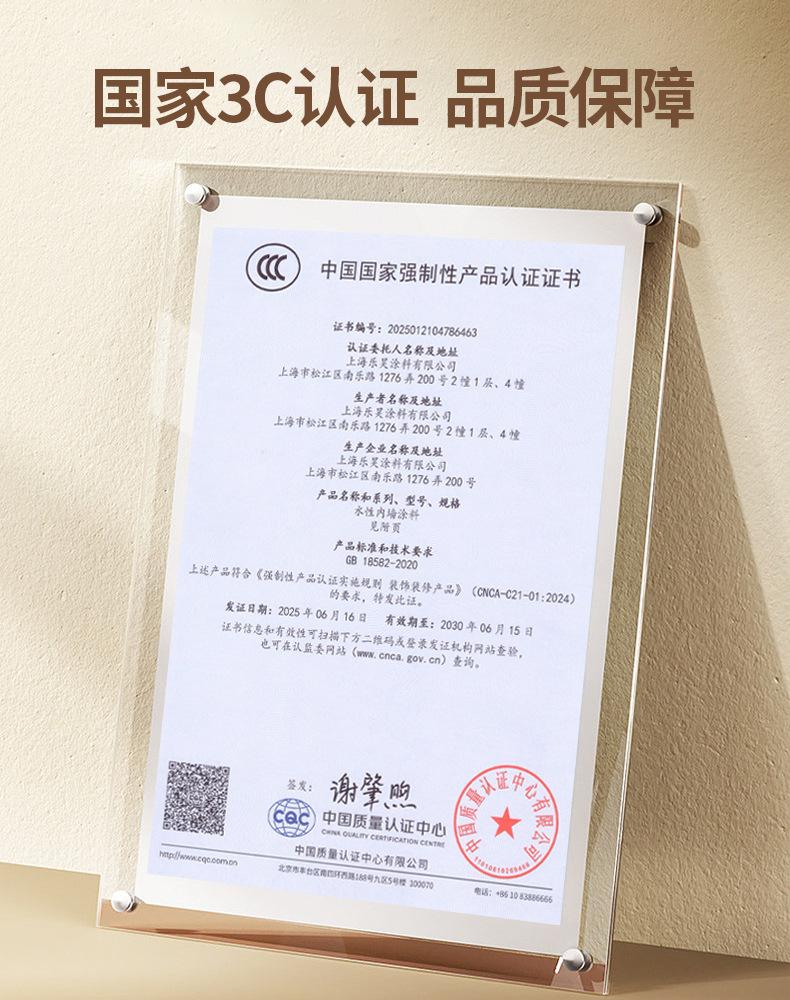 国家3C认证 品质保障
CCC
中国国家强制性产品认证证书
证书编号：2025012104786463
认证委托人名称及地址
上海乐昊涂料有限公司
上海市松江区南乐路1276弄200号2幢1层、4幢
生产者名称及地址
上海乐昊涂料有限公司
上海市松江区南乐路1276弄200号2幢1层、4幢
生产企业名称及地址
上海乐昊涂料有限公司
上海市松江区南乐路1276弄200号
产品名称和系列、型号、规格
水性内墙涂料
见附页
产品标准和技术要求
GB 18582-2020
上述产品符合《强制性产品认证实施规则 装饰装修产品》（CNCA-C21-01:2024）
的要求，特发此证。
发证日期：2025年06月16日 有效期至：2030年06月15日
证书信息和有效性可扫描下方二维码或登录发证机构网站查验，
也可在认监委网站（www.cnca.gov.cn）查询。
签发：
谢肇煦
CQC
中国质量认证中心
CHINA QUALITY CERTIFICATION CENTRE
中国质量认证中心有限公司
中国质量认证中心有限公司
http://www.cqc.com.cn
北京市丰台区南四环西路188号九区5号楼 100070
电话：+86 10 83886666